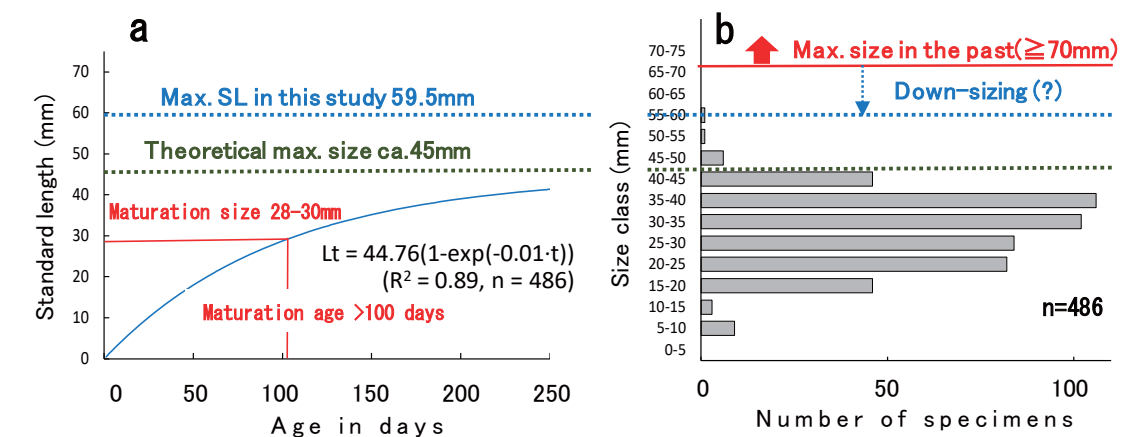 a
Max. SL in this study 59.5mm
Theoretical max. size ca.45mm
Maturation size 28-30mm
Lt = 44.76(1-exp(-0.01·t))
(R² = 0.89, n = 486)
Maturation age >100 days
Standard length (mm)
70
60
50
40
30
20
10
0
0 50 100 150 200 250
Age in days
b
Max. size in the past(≧70mm)
Down-sizing (?)
n=486
Size class (mm)
70-75
65-70
60-65
55-60
50-55
45-50
40-45
35-40
30-35
25-30
20-25
15-20
10-15
5-10
0-5
0 50 100
Number of specimens